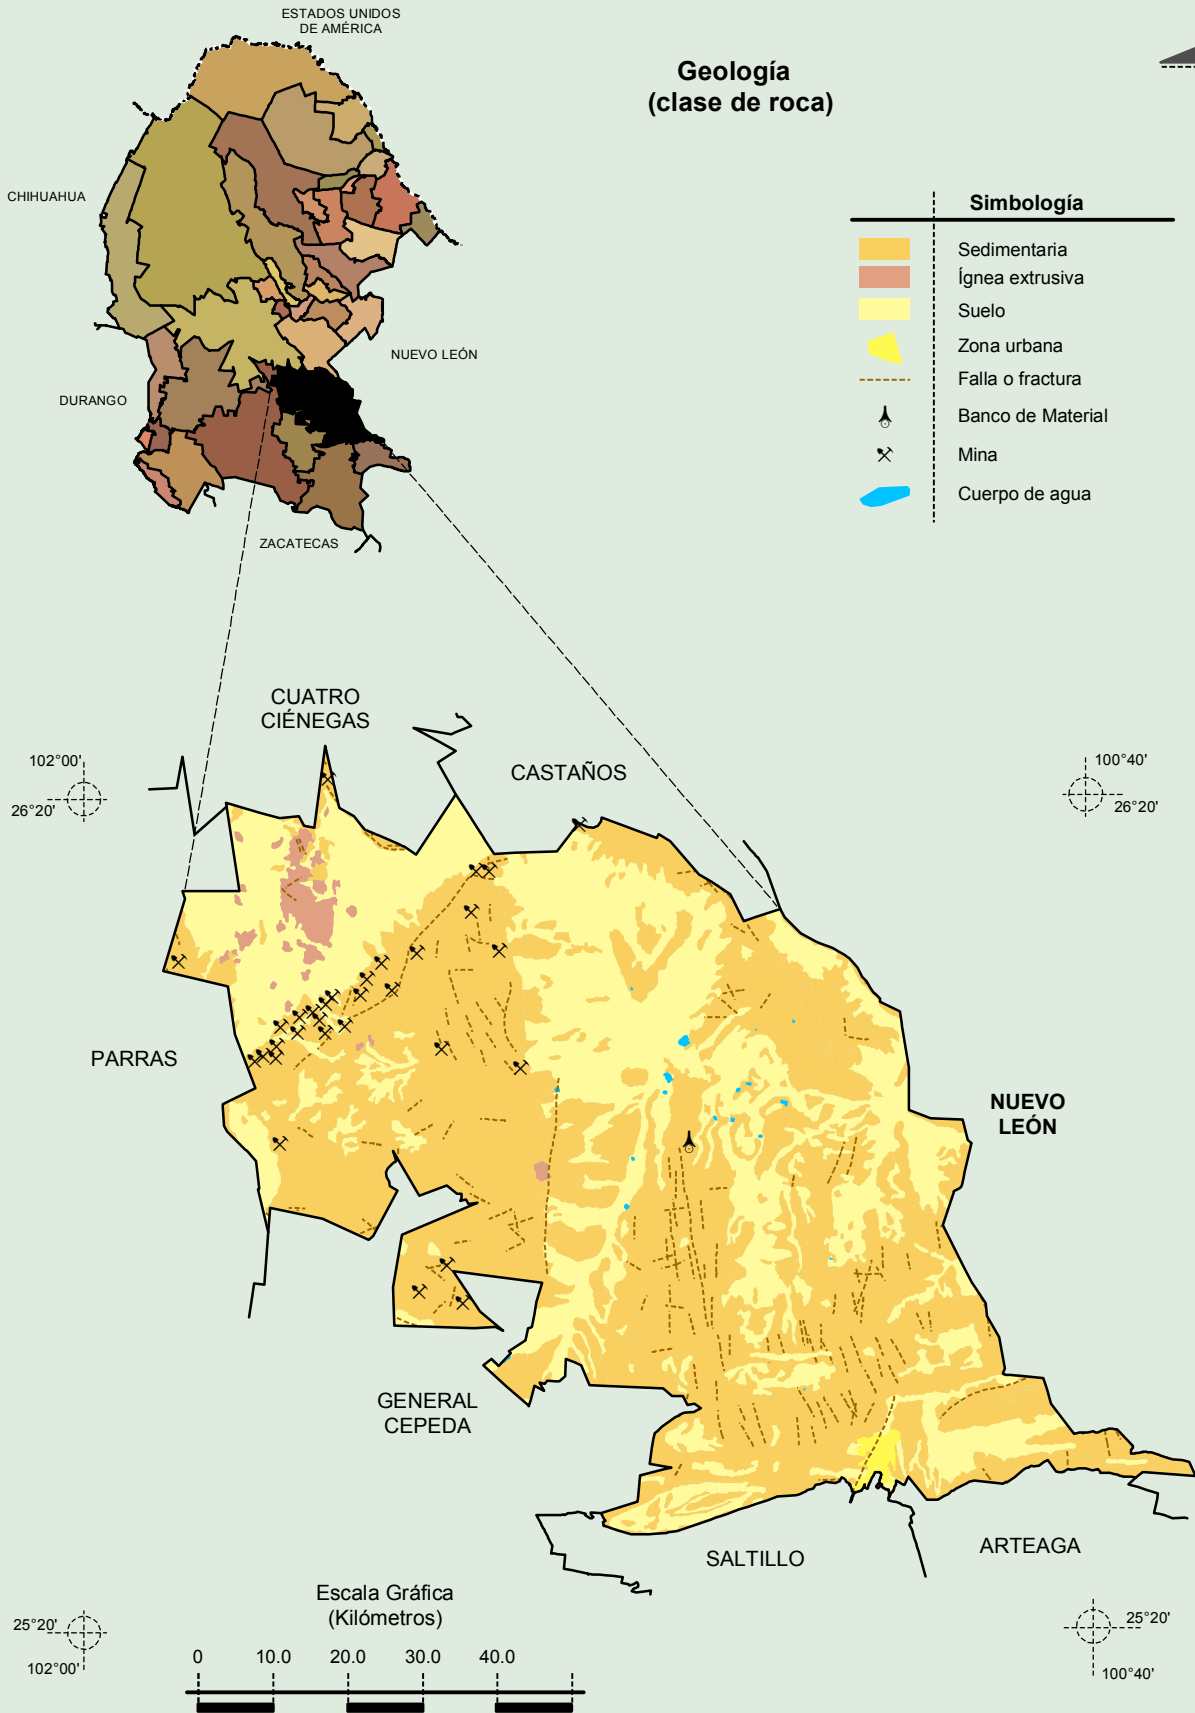 ESTADOS UNIDOS
DE AMÉRICA
Geología
(clase de roca)
CHIHUAHUA
NUEVO LEÓN
DURANGO
ZACATECAS
Simbología
Sedimentaria
Ígnea extrusiva
Suelo
Zona urbana
Falla o fractura
Banco de Material
Mina
Cuerpo de agua
CUATRO
CIÉNEGAS
CASTAÑOS
102°00'
26°20'
100°40'
26°20'
PARRAS
NUEVO
LEÓN
GENERAL
CEPEDA
SALTILLO
ARTEAGA
Escala Gráfica
(Kilómetros)
0 10.0 20.0 30.0 40.0
25°20'
102°00'
25°20'
100°40'